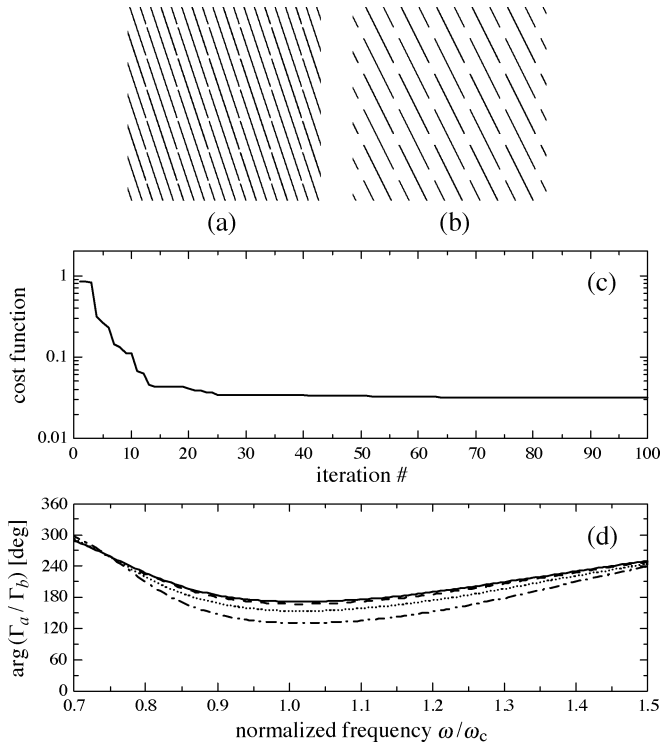 (a) (b)
(c)
cost function
1
0.1
0.01
0 10 20 30 40 50 60 70 80 90 100
iteration #
(d)
arg (Γa / Γb) [deg]
360
300
240
180
120
60
0
0.7 0.8 0.9 1.0 1.1 1.2 1.3 1.4 1.5
normalized frequency ω/ωc